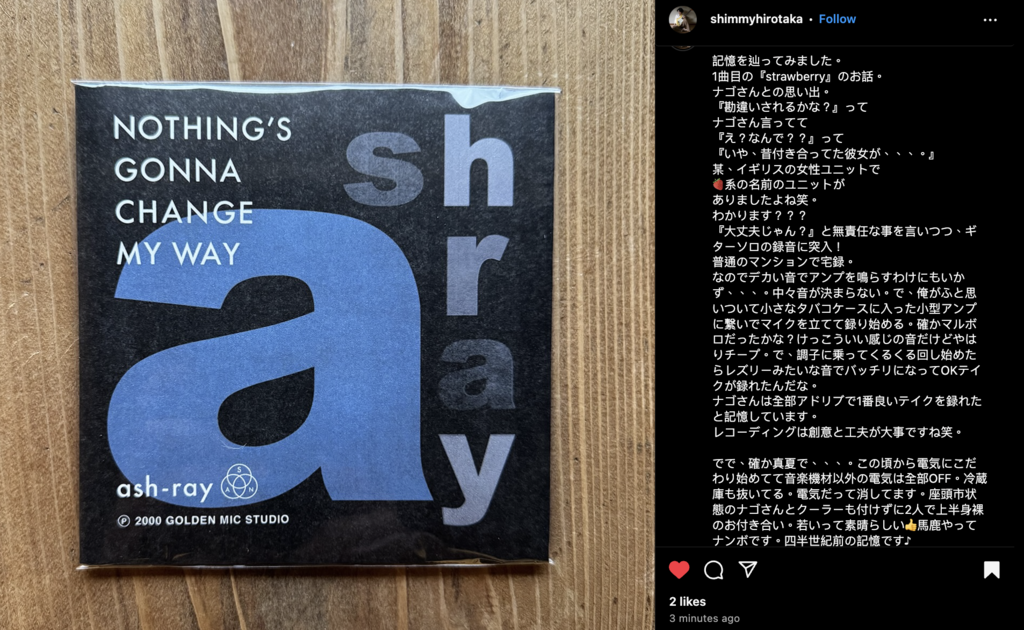 NOTHING'S
GONNA
CHANGE
MY WAY
a
s
h
r
a
y
ash-ray
S
A N
℗ 2000 GOLDEN MIC STUDIO
shimmyhirotaka • Follow
記憶を辿ってみました。
1曲目の『strawberry』のお話。
ナゴさんとの思い出。
『勘違いされるかな？』って
ナゴさん言ってて
『え？なんで？？』って
『いや、昔付き合ってた彼女が、、、。』
某、イギリスの女性ユニットで
🍓系の名前のユニットが
ありましたよね笑。
わかります？？？
『大丈夫じゃん？』と無責任な事を言いつつ、ギ
ターソロの録音に突入！
普通のマンションで宅録。
なのでデカい音でアンプを鳴らすわけにもいか
ず、、、。中々音が決まらない。で、俺がふと思
いついて小さなタバコケースに入った小型アンプ
に繋いでマイクを立てて録り始める。確かマルボ
ロだったかな？けっこういい感じの音だけどやは
りチープ。で、調子に乗ってくるくる回し始めた
らレズリーみたいな音でバッチリになってOKテイ
クが録れたんだな。
ナゴさんは全部アドリブで1番良いテイクを録れた
と記憶しています。
レコーディングは創意と工夫が大事ですね笑。
でで、確か真夏で、、、。この頃から電気にこだ
わり始めてて音楽機材以外の電気は全部OFF。冷蔵
庫も抜いてる。電気だって消してます。座頭市状
態のナゴさんとクーラーも付けずに2人で上半身裸
のお付き合い。若いって素晴らしい👍馬鹿やって
ナンボです。四半世紀前の記憶です♪
2 likes
3 minutes ago